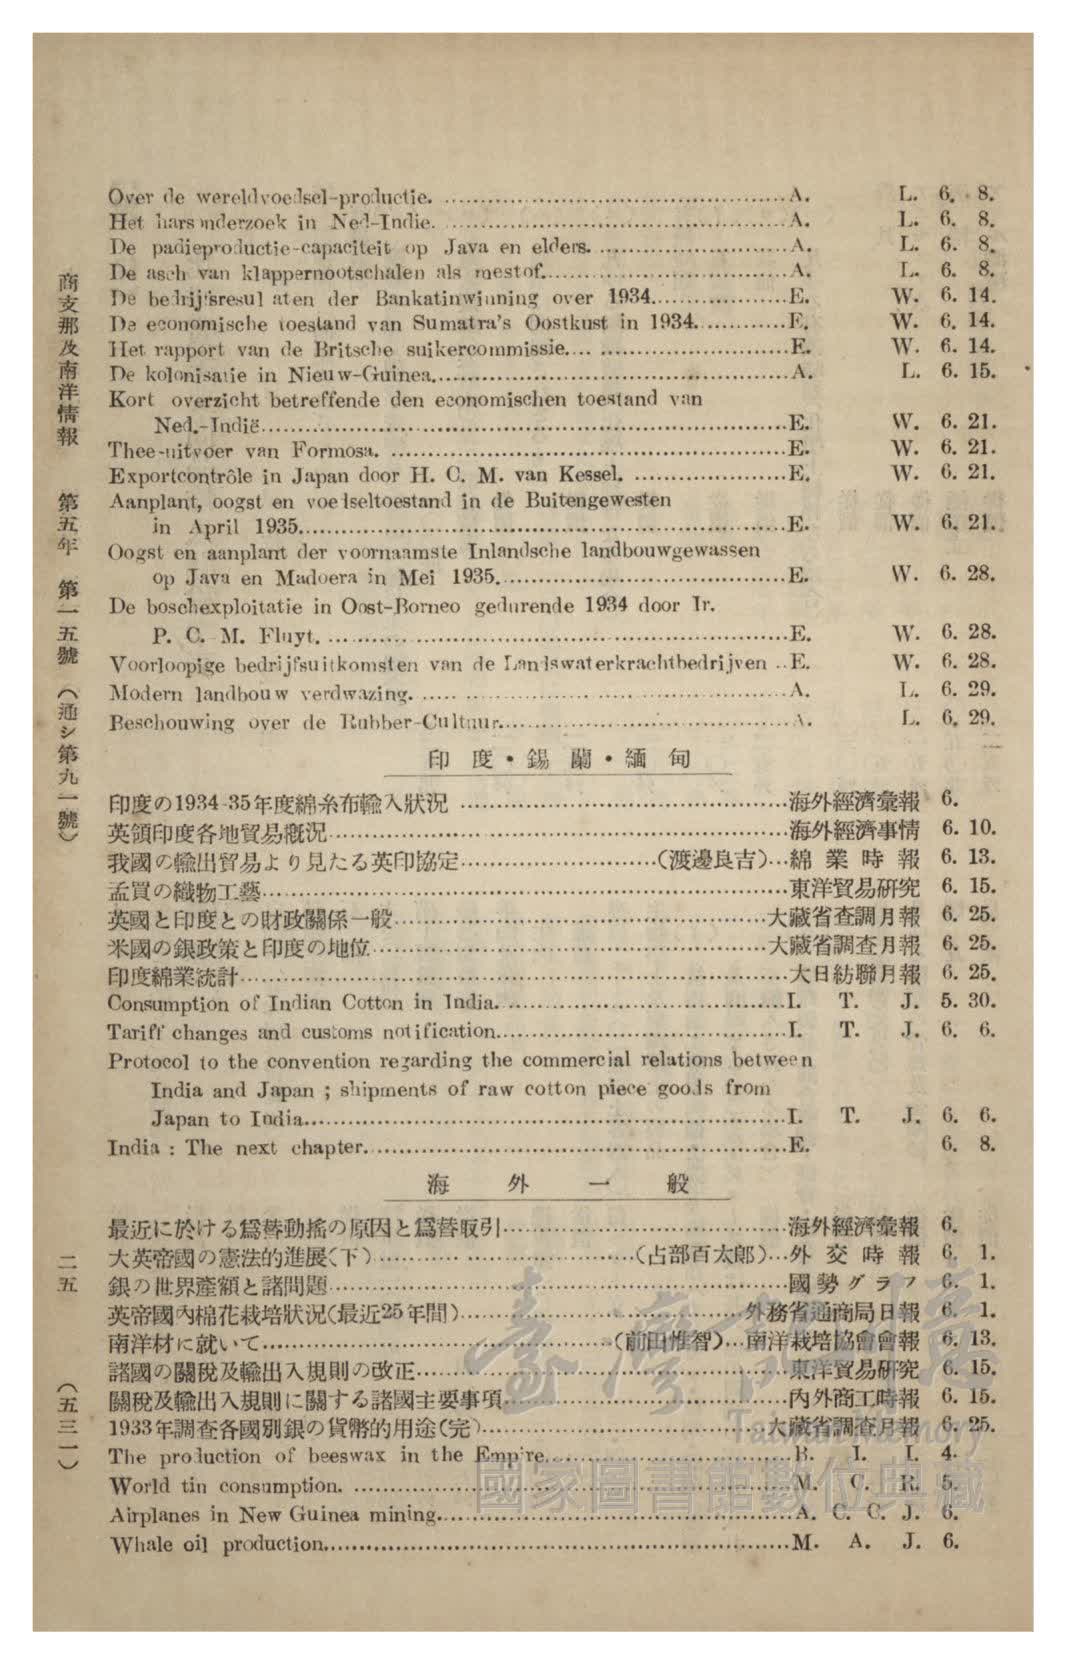 Over de wereldvoedsel-productie. ........A. L. 6. 8.
Het harsonderzoek in Ned-Indie. ........A. L. 6. 8.
De padieproductie-capaciteit op Java en elders. ........A. L. 6. 8.
De asch van klappernootschalen als mestof. ........A. L. 6. 8.
De bedrijfsresultaten der Bankatinwinning over 1934. ........E. W. 6. 14.
De economische toestand van Sumatra's Oostkust in 1934. ........E. W. 6. 14.
Het rapport van de Britsche suikercommissie. ........E. W. 6. 14.
De kolonisatie in Nieuw-Guinea. ........A. L. 6. 15.
Kort overzicht betreffende den economischen toestand van
Ned.-Indië ........E. W. 6. 21.
Thee-uitvoer van Formosa. ........E. W. 6. 21.
Exportcontrôle in Japan door H. C. M. van Kessel. ........E. W. 6. 21.
Aanplant, oogst en voedseltoestand in de Buitengewesten
in April 1935. ........E. W. 6. 21.
Oogst en aanplant der voornaamste Inlandsche landbouwgewassen
op Java en Madoera in Mei 1935. ........E. W. 6. 28.
De boschexploitatie in Oost-Borneo gedurende 1934 door Ir.
P. C. M. Fluyt. ........E. W. 6. 28.
Voorloopige bedrijfsuitkomsten van de Landswaterkrachtbedrijven ..E. W. 6. 28.
Modern landbouw verdwazing. ........A. L. 6. 29.
Beschouwing over de Rubber-Cultuur. ........A. L. 6. 29.
印度・錫蘭・緬甸
印度の1934-35年度綿糸布輸入狀況 ........海外經濟彙報 6.
英領印度各地貿易槪況 ........海外經濟事情 6. 10.
我國の輸出貿易より見たる英印協定 ........(渡邊良吉)…綿業時報 6. 13.
孟買の織物工藝 ........東洋貿易硏究 6. 15.
英國と印度との財政關係一般 ........大藏省查調月報 6. 25.
米國の銀政策と印度の地位 ........大藏省調査月報 6. 25.
印度綿業統計 ........大日紡聯月報 6. 25.
Consumption of Indian Cotton in India. ........I. T. J. 5. 30.
Tariff changes and customs notification. ........I. T. J. 6. 6.
Protocol to the convention regarding the commercial relations between
India and Japan ; shipments of raw cotton piece goods from
Japan to India. ........I. T. J. 6. 6.
India : The next chapter. ........E. 6. 8.
海外一般
最近に於ける爲替動搖の原因と爲替取引 ........海外經濟彙報 6.
大英帝國の憲法的進展(下) ........(占部百太郞)…外交時報 6. 1.
銀の世界產額と諸問題 ........國勢グラフ 6. 1.
英帝國內棉花栽培狀況(最近25年間) ........外務省通商局日報 6. 1.
南洋材に就いて ........(前田惟智)…南洋栽培協會會報 6. 13.
諸國の關稅及輸出入規則の改正 ........東洋貿易硏究 6. 15.
關稅及輸出入規則に關する諸國主要事項 ........內外商工時報 6. 15.
1933年調査各國別銀の貨幣的用途(完) ........大藏省調査月報 6. 25.
The production of beeswax in the Empire. ........B. I. I. 4.
World tin consumption. ........M. C. R. 5.
Airplanes in New Guinea mining. ........A. C. C. J. 6.
Whale oil production. ........M. A. J. 6.
商支那及南洋情報 第五年 第一五號 (通シ第九一號)
二五
(五三一)
臺灣記憶
Taiwan Memory
國家圖書館數位典藏